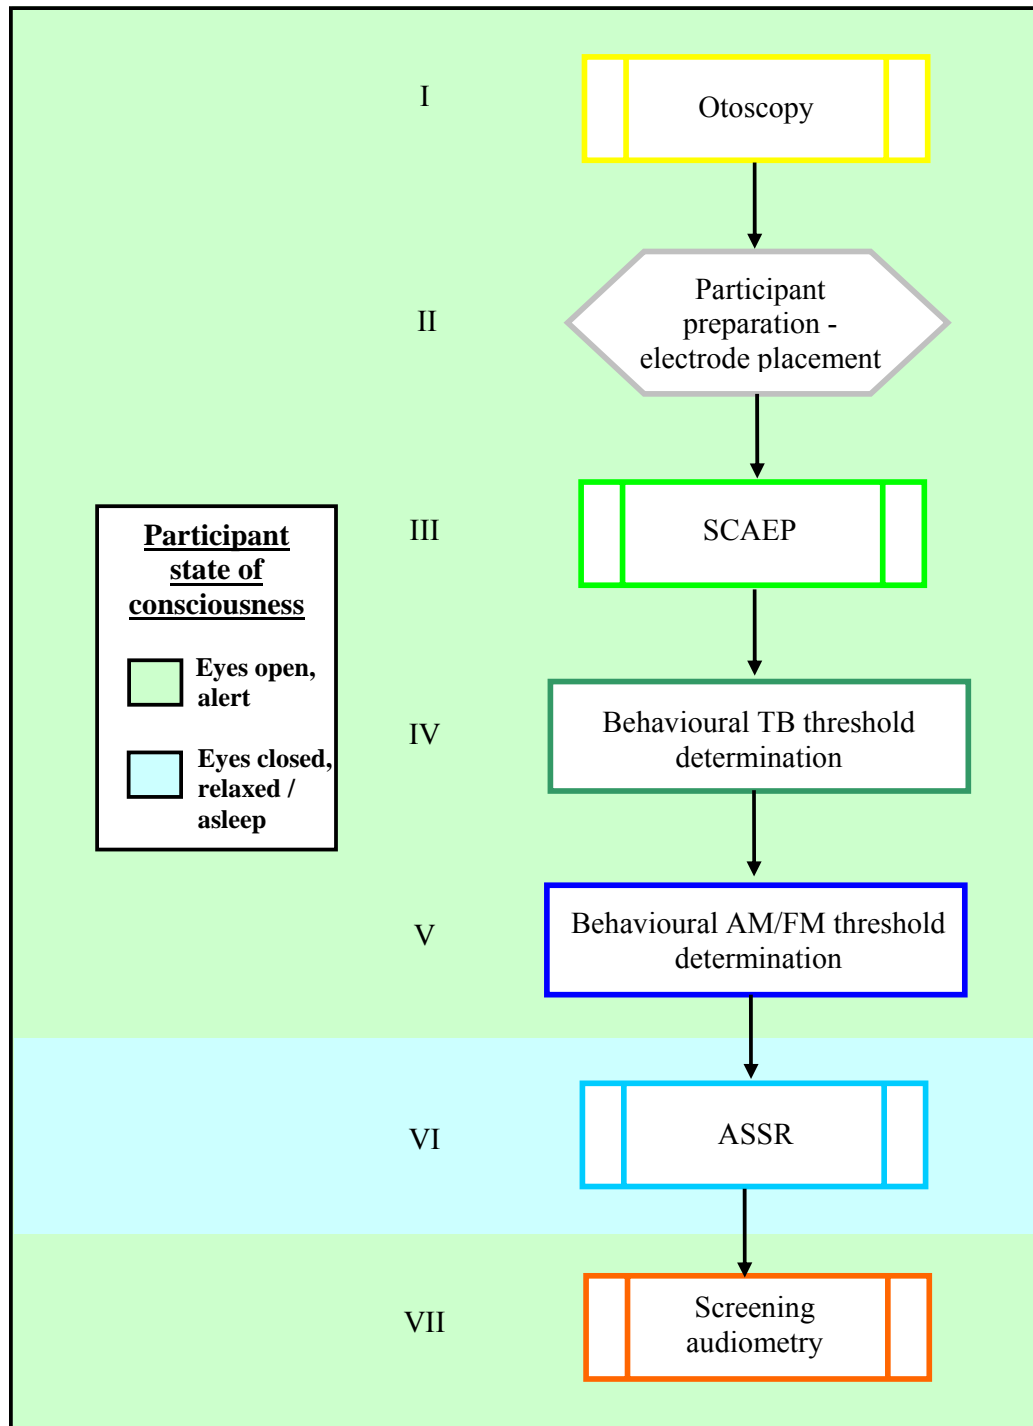 I
Otoscopy
II
Participant
preparation -
electrode placement
III
SCAEP
Participant
state of
consciousness
Eyes open,
alert
Eyes closed,
relaxed /
asleep
IV
Behavioural TB threshold
determination
V
Behavioural AM/FM threshold
determination
VI
ASSR
VII
Screening
audiometry